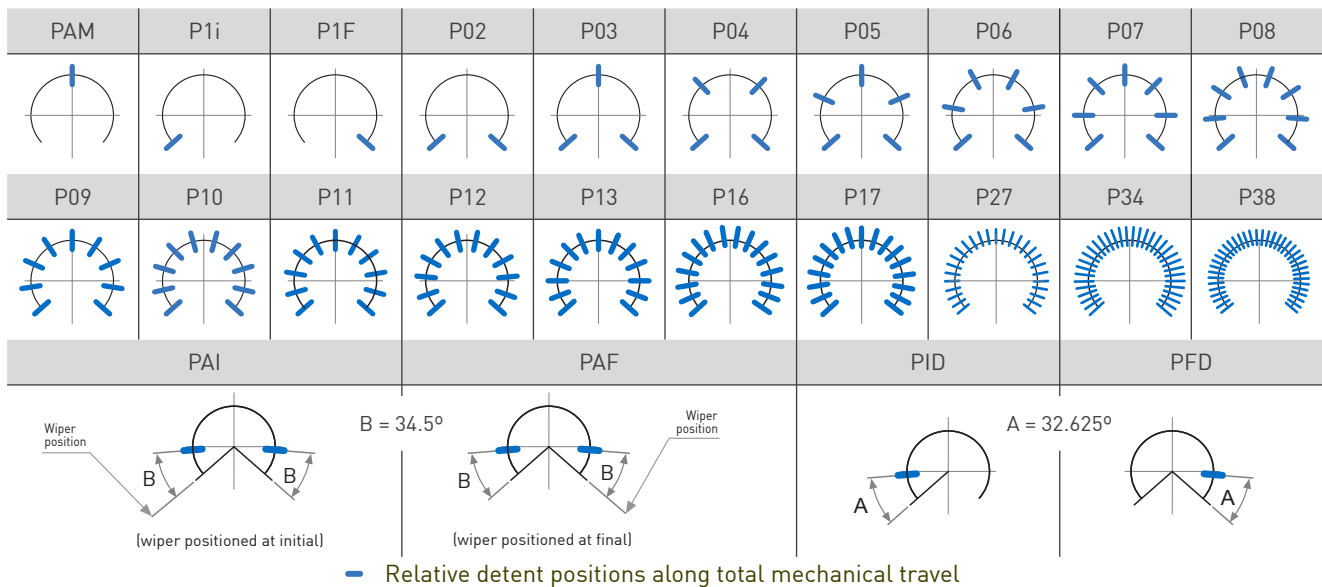 PAM P1i P1F P02 P03 P04 P05 P06 P07 P08
P09 P10 P11 P12 P13 P16 P17 P27 P34 P38
PAI PAF PID PFD
Wiper
position
B = 34.5º
Wiper
position
A = 32.625º
B B B B A A
(wiper positioned at initial) (wiper positioned at final)
Relative detent positions along total mechanical travel